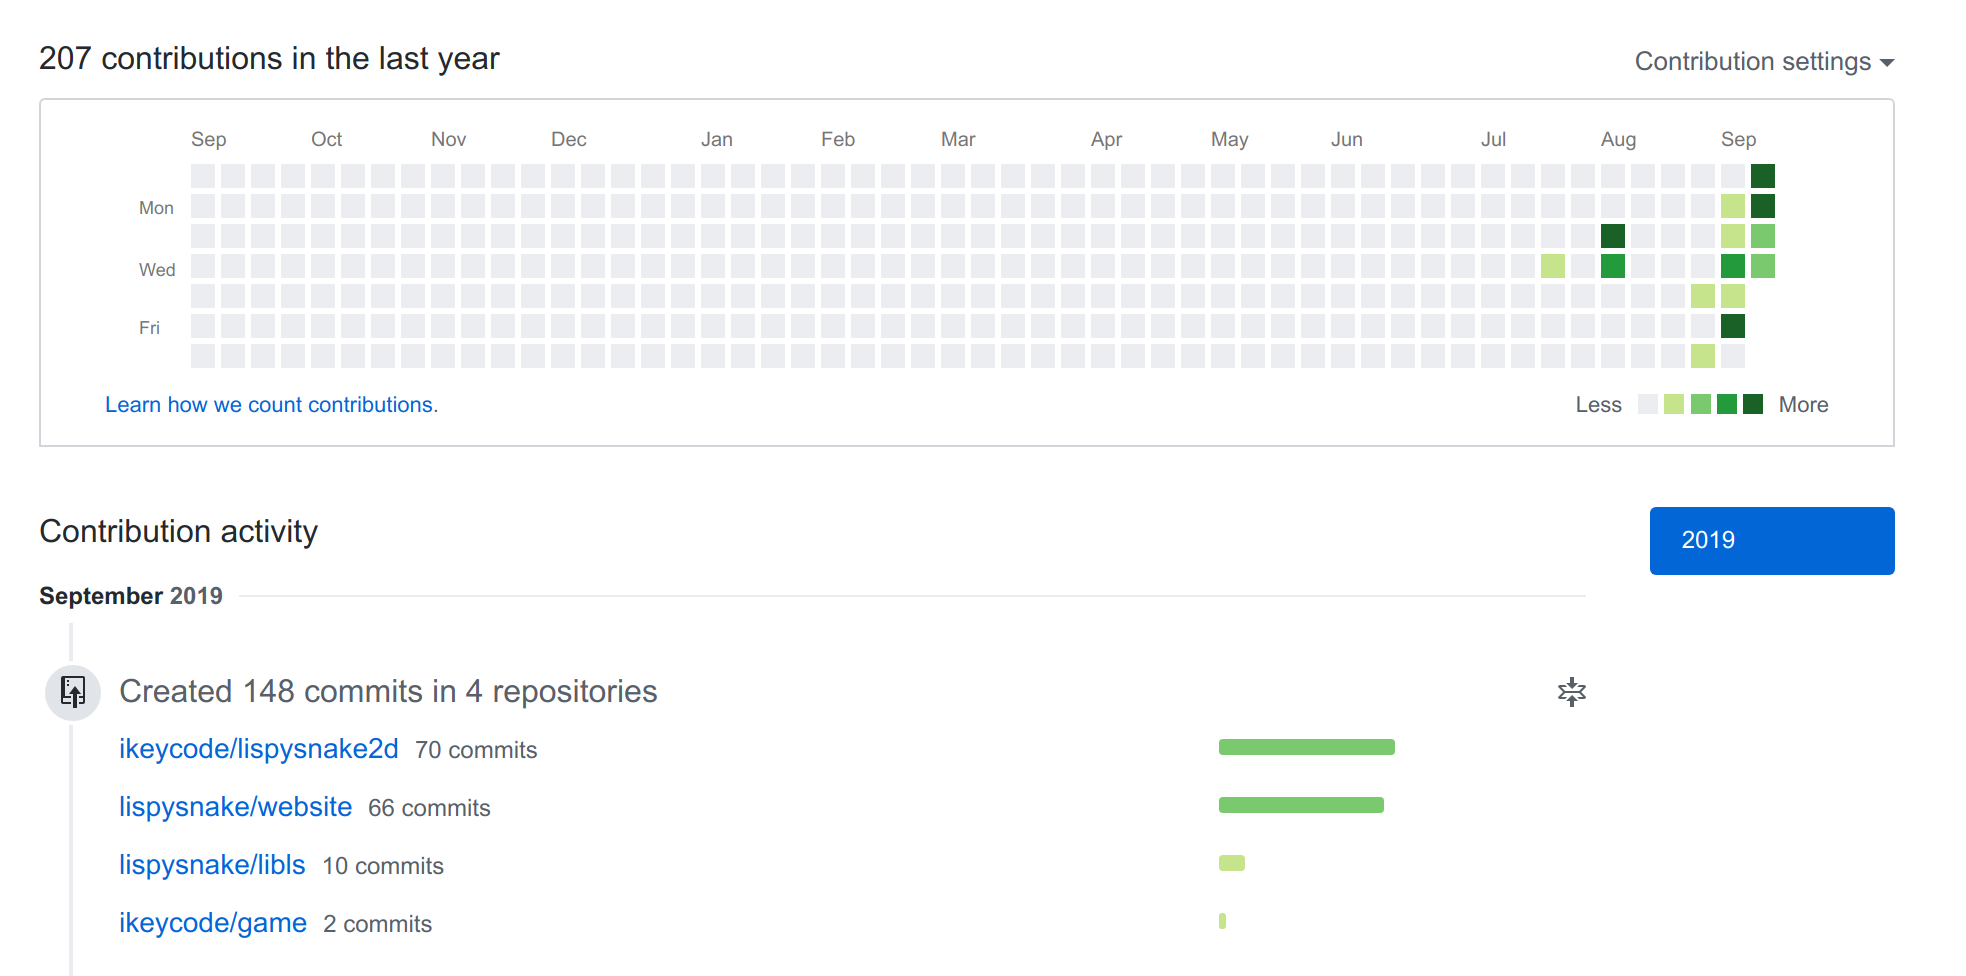 207 contributions in the last year
Contribution settings
Sep Oct Nov Dec Jan Feb Mar Apr May Jun Jul Aug Sep
Mon
Wed
Fri
Learn how we count contributions.
Less More
Contribution activity
2019
September 2019
Created 148 commits in 4 repositories
ikeycode/lispysnake2d 70 commits
lispysnake/website 66 commits
lispysnake/libls 10 commits
ikeycode/game 2 commits